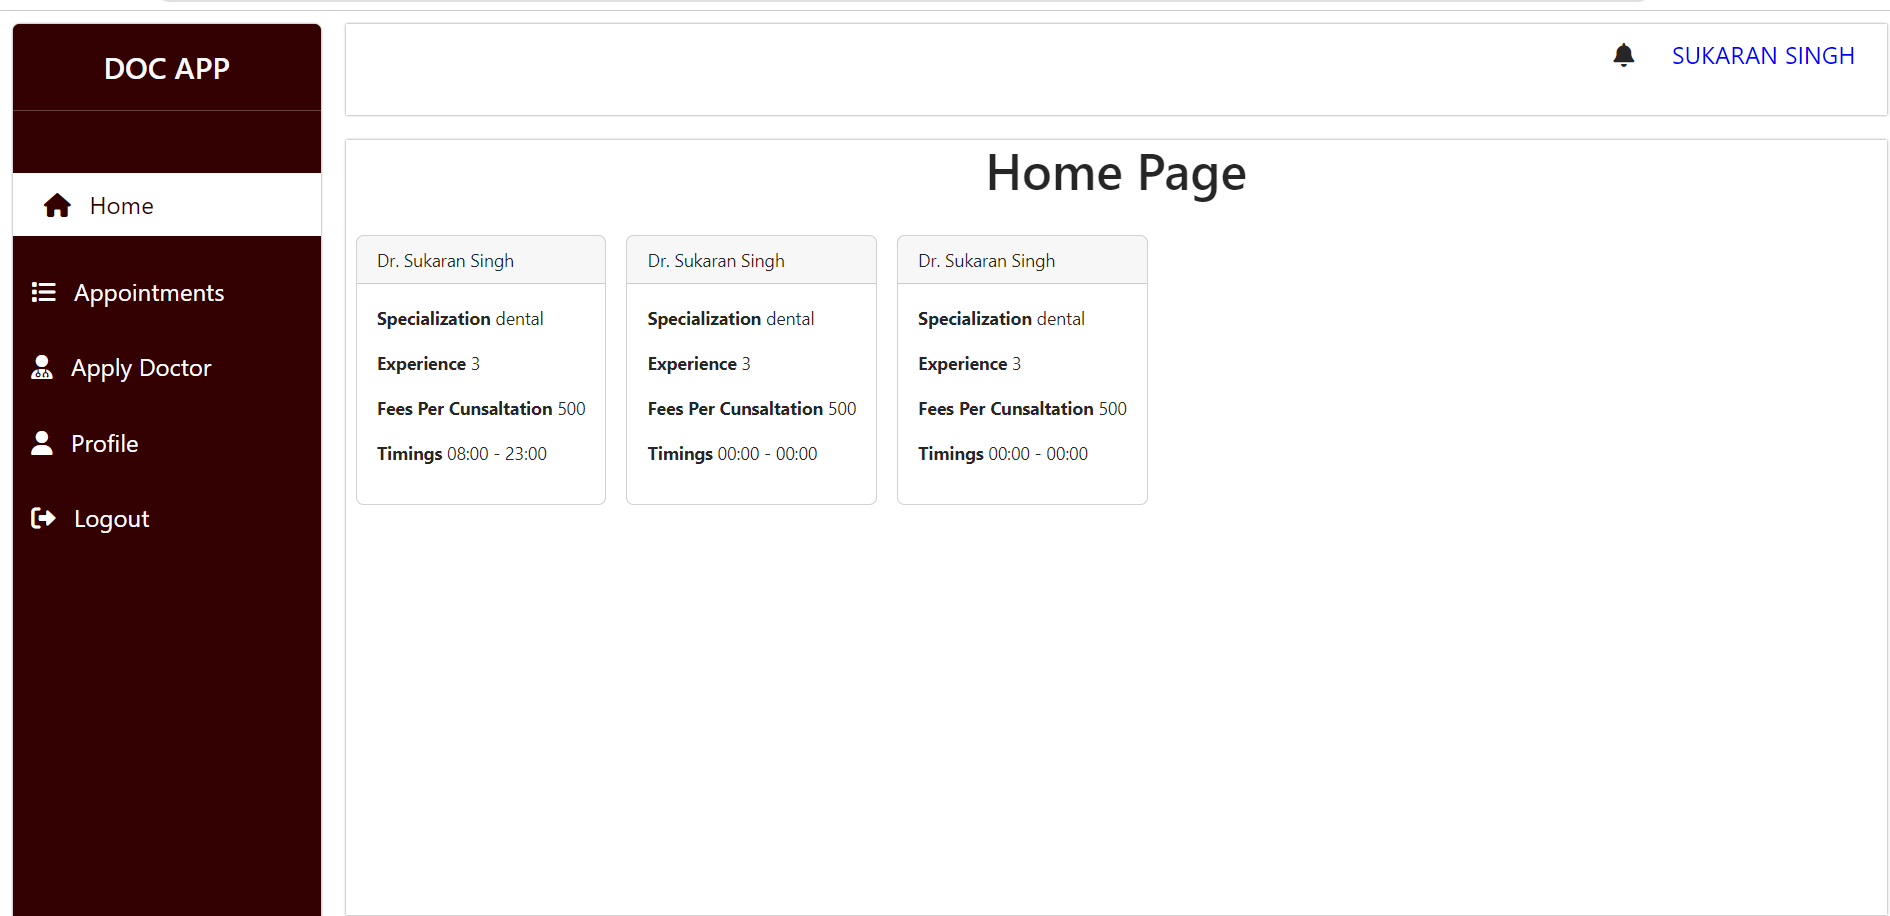 DOC APP
Home
Appointments
Apply Doctor
Profile
Logout
SUKARAN SINGH
Home Page
Dr. Sukaran Singh
Specialization dental
Experience 3
Fees Per Cunsaltation 500
Timings 08:00 - 23:00
Dr. Sukaran Singh
Specialization dental
Experience 3
Fees Per Cunsaltation 500
Timings 00:00 - 00:00
Dr. Sukaran Singh
Specialization dental
Experience 3
Fees Per Cunsaltation 500
Timings 00:00 - 00:00